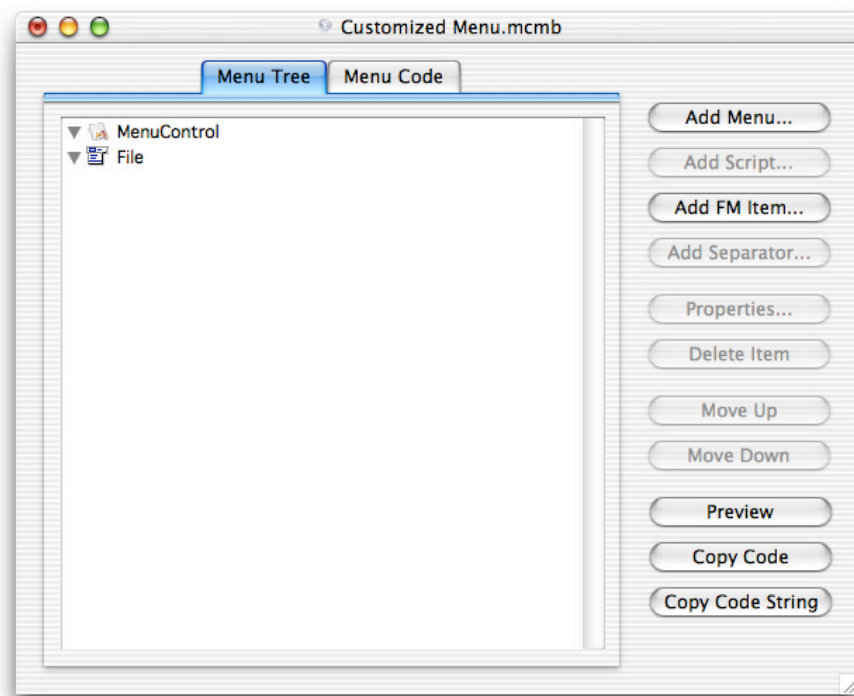 Customized Menu.mcmb
Menu Tree
Menu Code
MenuControl
File
Add Menu...
Add Script...
Add FM Item...
Add Separator...
Properties...
Delete Item
Move Up
Move Down
Preview
Copy Code
Copy Code String